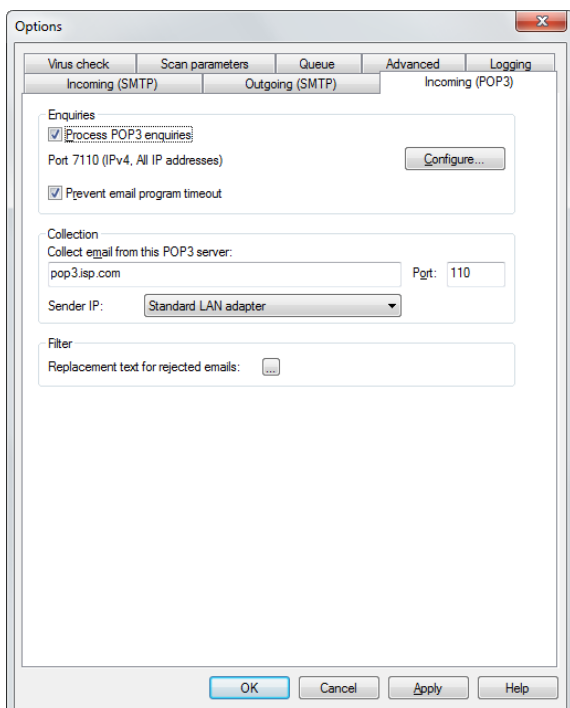 Options
Virus check Scan parameters Queue Advanced Logging
Incoming (SMTP) Outgoing (SMTP) Incoming (POP3)
Enquiries
Process POP3 enquiries
Port 7110 (IPv4, All IP addresses) Configure...
Prevent email program timeout
Collection
Collect email from this POP3 server:
pop3.isp.com Port: 110
Sender IP: Standard LAN adapter
Filter
Replacement text for rejected emails: ...
OK Cancel Apply Help